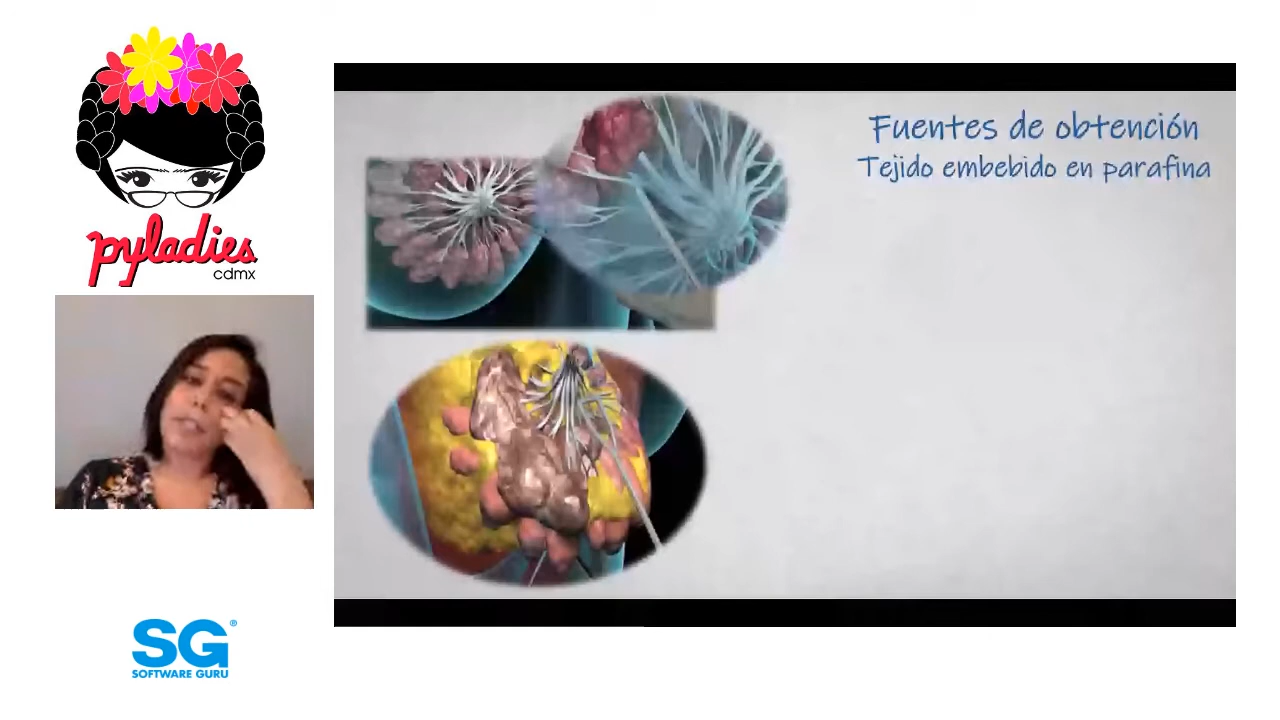 pyladies
cdmx
SG®
SOFTWARE GURU
Fuentes de obtención
Tejido embebido en parafina